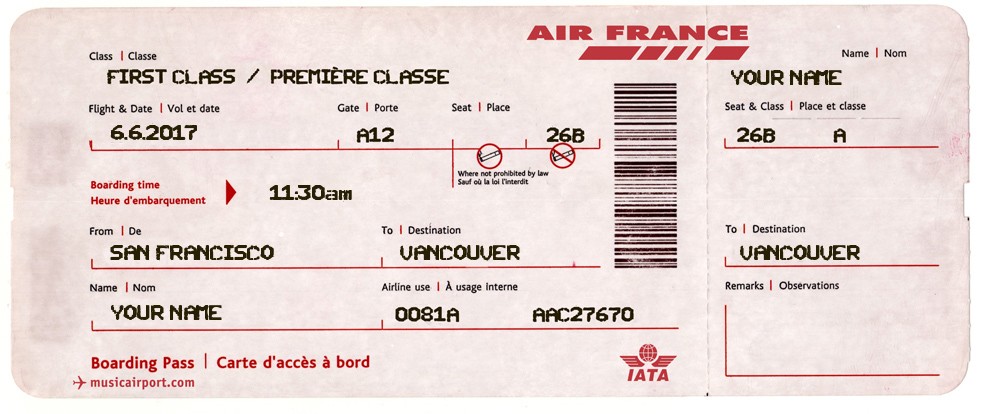 AIR FRANCE
Class | Classe
FIRST CLASS / PREMIÈRE CLASSE
Flight & Date | Vol et date
Gate | Porte
Seat | Place
6.6.2017
A12
26B
Where not prohibited by law
Sauf où la loi l'interdit
Boarding time
Heure d'embarquement
11:30am
From | De
To | Destination
SAN FRANCISCO
VANCOUVER
Name | Nom
Airline use | À usage interne
YOUR NAME
0081A
AAC27670
Boarding Pass | Carte d'accès à bord
musicairport.com
IATA
Name | Nom
YOUR NAME
Seat & Class | Place et classe
26B
A
To | Destination
VANCOUVER
Remarks | Observations